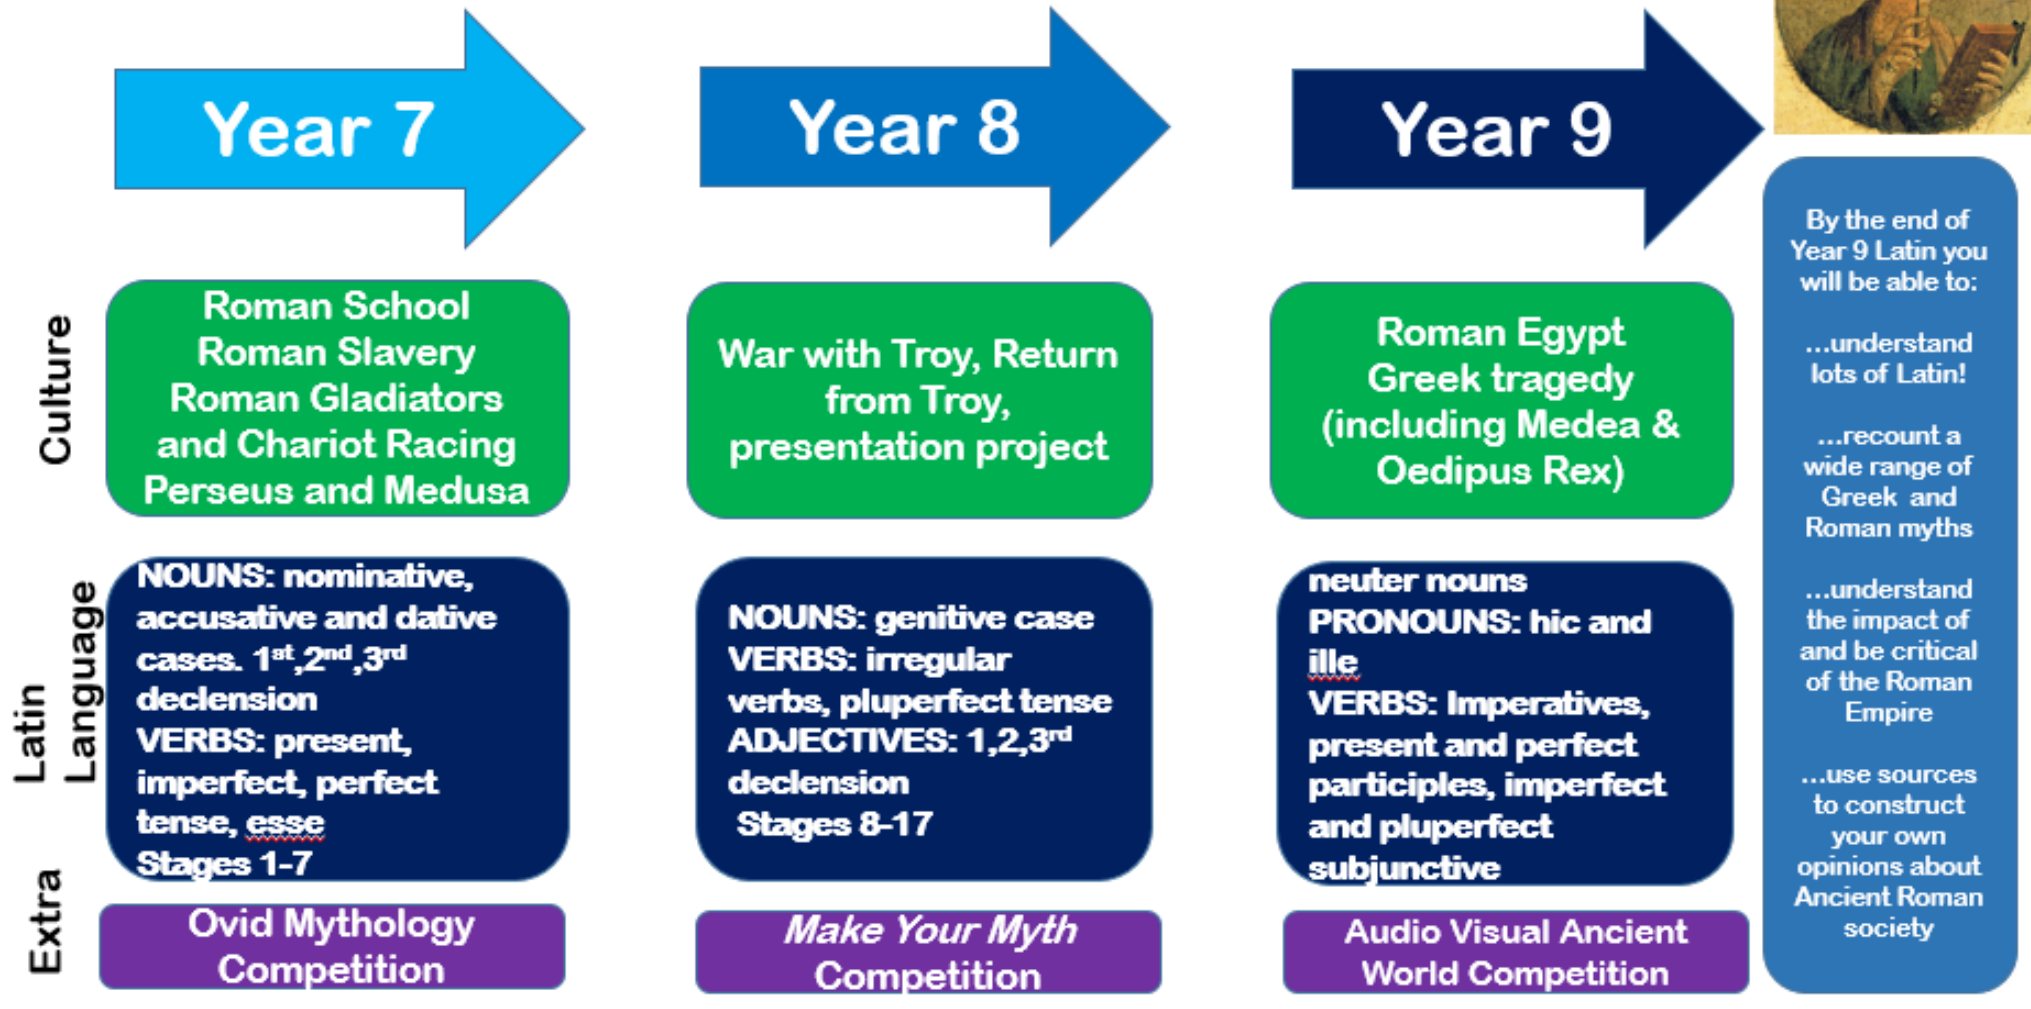 Year 7
Year 8
Year 9
Culture
Roman School
Roman Slavery
Roman Gladiators
and Chariot Racing
Perseus and Medusa
War with Troy, Return
from Troy,
presentation project
Roman Egypt
Greek tragedy
(including Medea &
Oedipus Rex)
Latin
Language
NOUNS: nominative,
accusative and dative
cases. 1st,2nd,3rd
declension
VERBS: present,
imperfect, perfect
tense, esse
Stages 1-7
NOUNS: genitive case
VERBS: irregular
verbs, pluperfect tense
ADJECTIVES: 1,2,3rd
declension
Stages 8-17
neuter nouns
PRONOUNS: hic and
ille
VERBS: Imperatives,
present and perfect
participles, imperfect
and pluperfect
subjunctive
Extra
Ovid Mythology
Competition
Make Your Myth
Competition
Audio Visual Ancient
World Competition
By the end of
Year 9 Latin you
will be able to:
...understand
lots of Latin!
...recount a
wide range of
Greek and
Roman myths
...understand
the impact of
and be critical
of the Roman
Empire
...use sources
to construct
your own
opinions about
Ancient Roman
society